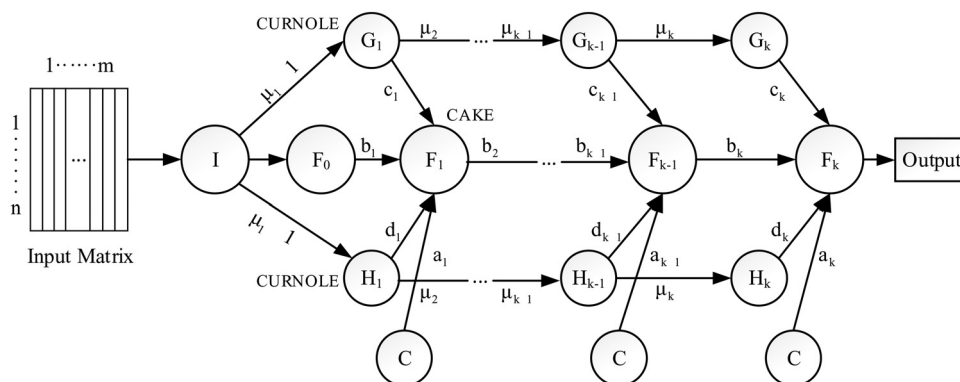 CURNOLE
G₁
μ₂
...
μₖ ₁
Gₖ₋₁
μₖ
Gₖ
1⋯⋯m
μ₁ 1
c₁
cₖ ₁
cₖ
CAKE
1
⋮
n
...
I
F₀
b₁
F₁
b₂
...
bₖ ₁
Fₖ₋₁
bₖ
Fₖ
Output
μ₁ 1
d₁
a₁
dₖ ₁
aₖ ₁
dₖ
aₖ
Input Matrix
CURNOLE
H₁
μ₂
...
μₖ ₁
Hₖ₋₁
μₖ
Hₖ
C
C
C